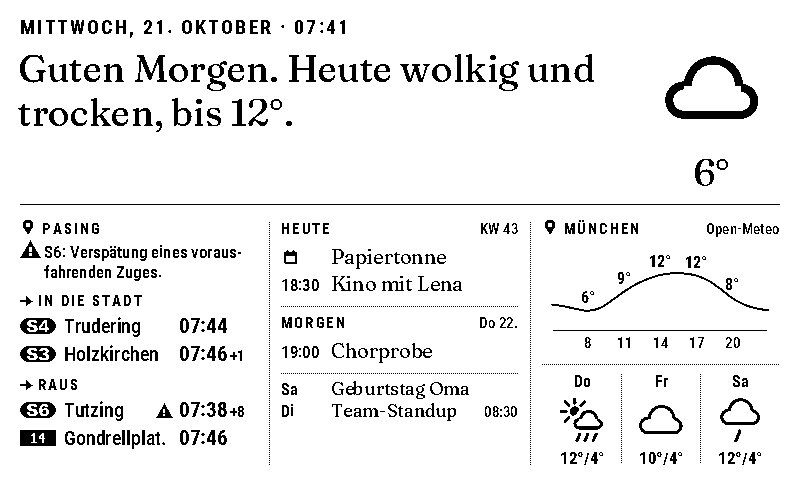 MITTWOCH, 21. OKTOBER · 07:41
Guten Morgen. Heute wolkig und
trocken, bis 12°.
6°
PASING
S6: Verspätung eines voraus-
fahrenden Zuges.
→ IN DIE STADT
S4 Trudering 07:44
S3 Holzkirchen 07:46 +1
→ RAUS
S6 Tutzing 07:38 +8
14 Gondrellplat. 07:46
HEUTE KW 43
Papiertonne
18:30 Kino mit Lena
MORGEN Do 22.
19:00 Chorprobe
Sa Geburtstag Oma
Di Team-Standup 08:30
MÜNCHEN Open-Meteo
6° 9° 12° 12° 8°
8 11 14 17 20
Do Fr Sa
12°/4° 10°/4° 12°/4°